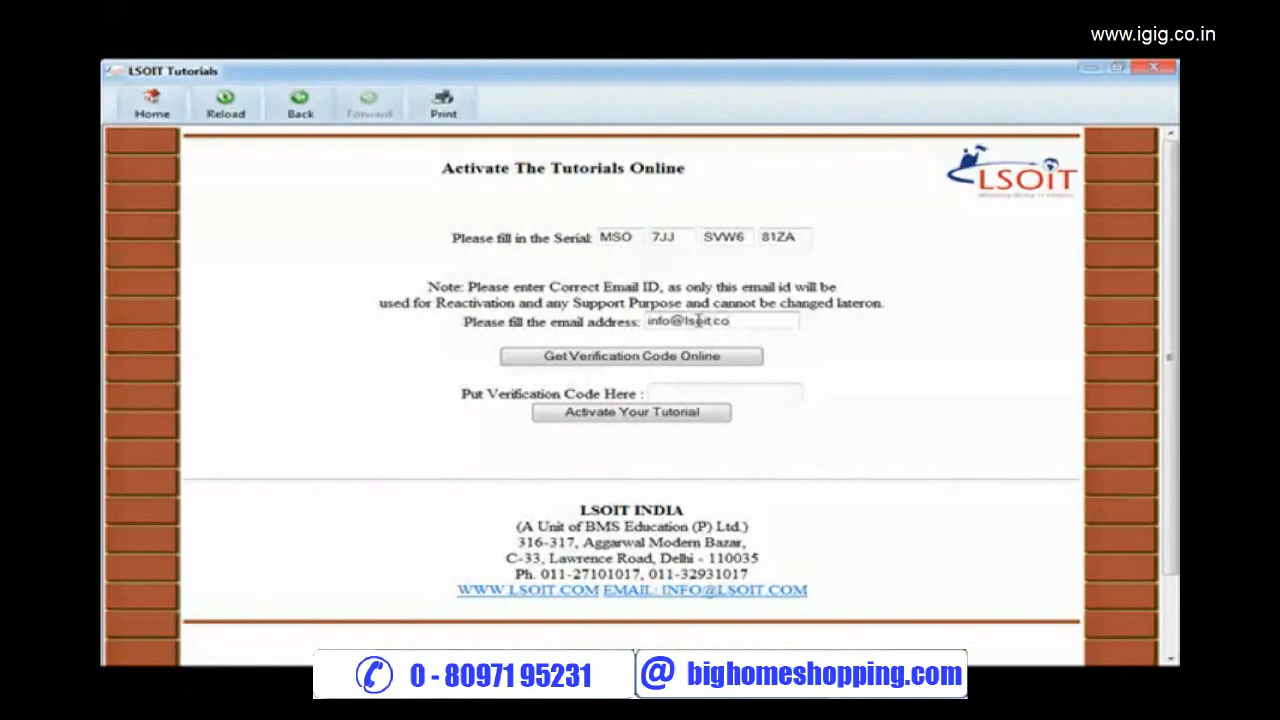 www.igig.co.in
LSOIT Tutorials
Home Reload Back Forward Print
Activate The Tutorials Online
LSOIT
Please fill in the Serial: MSO 7JJ SVW6 81ZA
Note: Please enter Correct Email ID, as only this email id will be
used for Reactivation and any Support Purpose and cannot be changed lateron.
Please fill the email address: info@lsoit.co
Get Verification Code Online
Put Verification Code Here :
Activate Your Tutorial
LSOIT INDIA
(A Unit of BMS Education (P) Ltd.)
316-317, Aggarwal Modern Bazar,
C-33, Lawrence Road, Delhi - 110035
Ph. 011-27101017, 011-32931017
WWW.LSOIT.COM EMAIL: INFO@LSOIT.COM
0 - 80971 95231 @ bighomeshopping.com